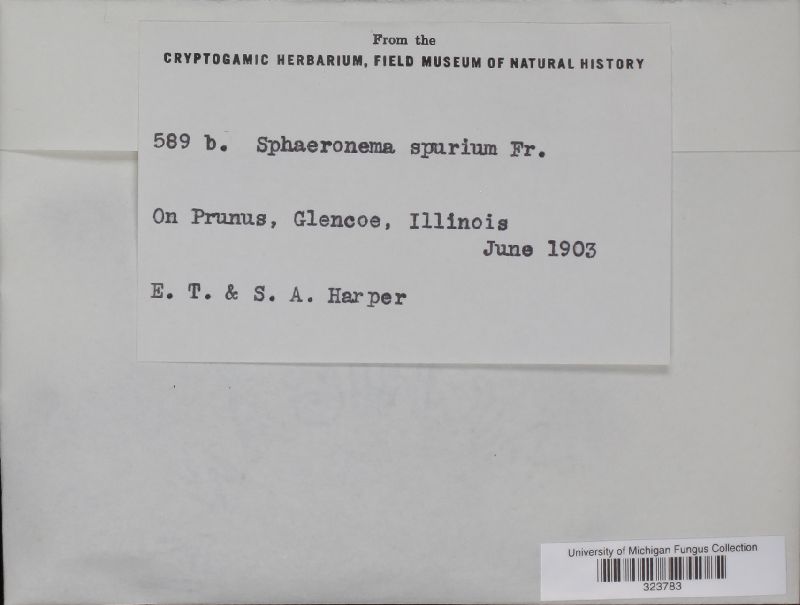 From the
CRYPTOGAMIC HERBARIUM, FIELD MUSEUM OF NATURAL HISTORY
589 b. Sphaeronema spurium Fr.
On Prunus, Glencoe, Illinois
June 1903
E. T. & S. A. Harper
University of Michigan Fungus Collection
323783